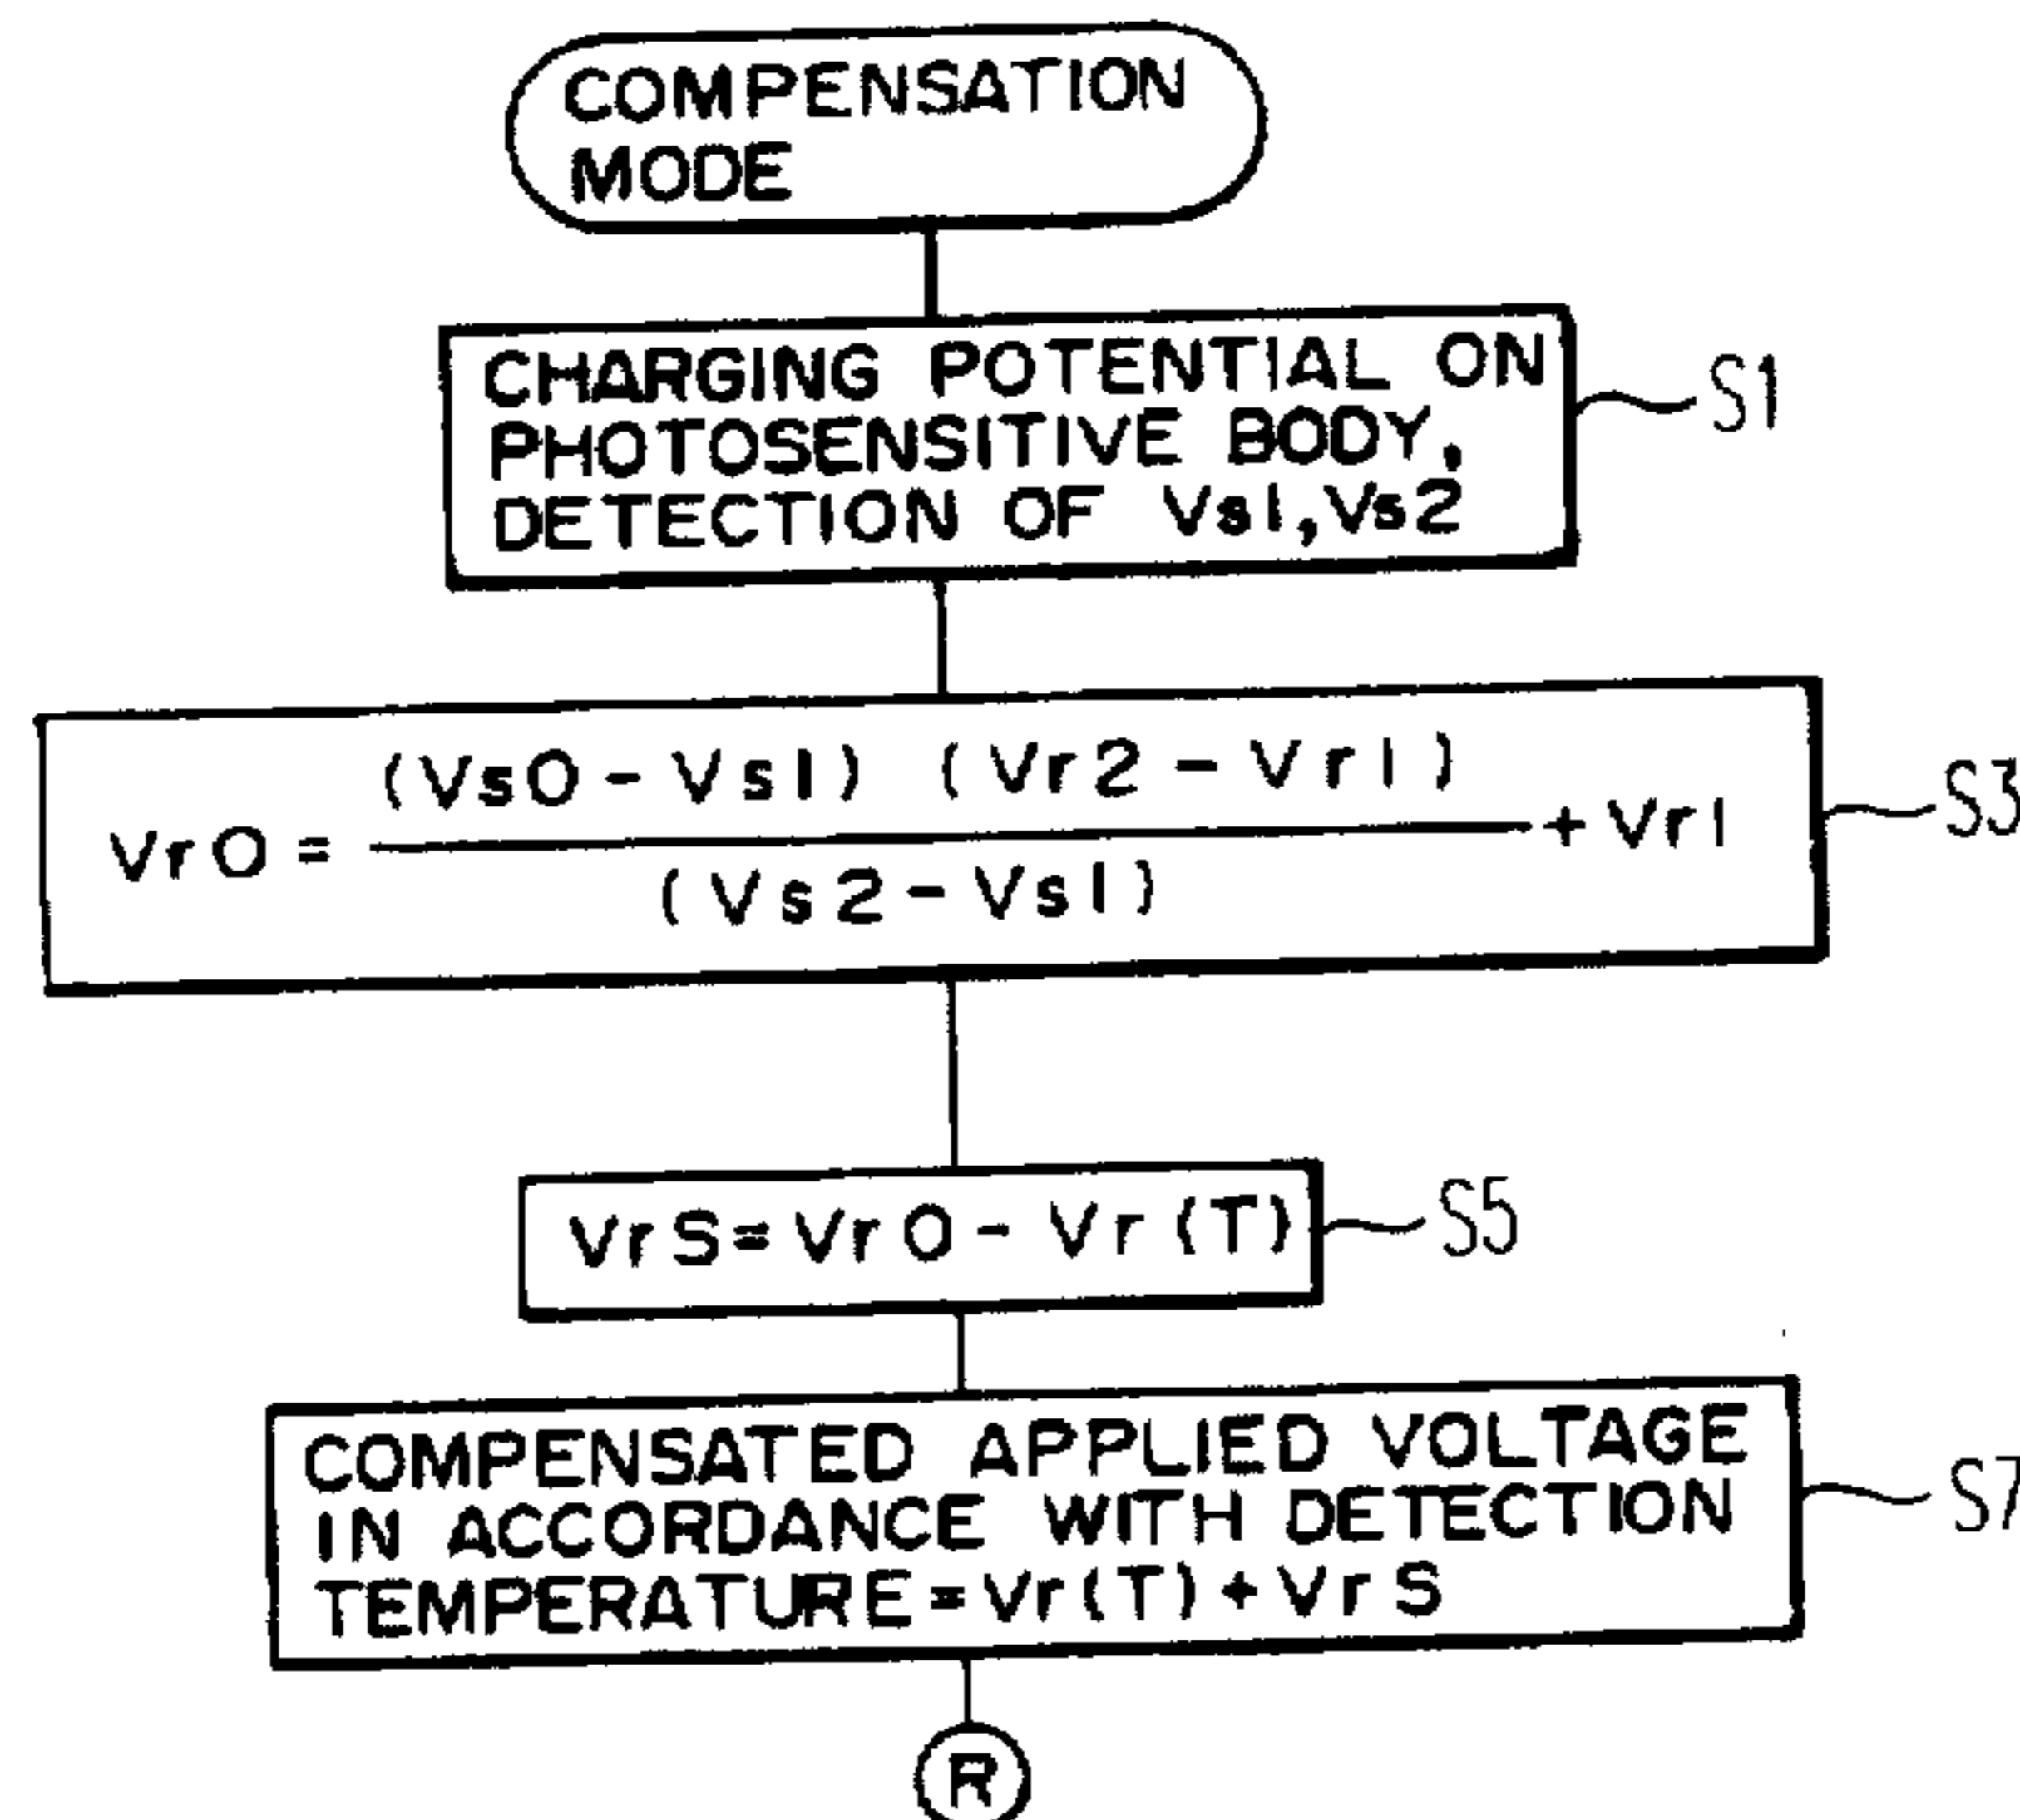 COMPENSATION
MODE
CHARGING POTENTIAL ON
PHOTOSENSITIVE BODY,
DETECTION OF Vs1,Vs2
S1
(Vs0 - Vs1) (Vr2 - Vr1)
Vr0 = + Vr1
(Vs2 - Vs1)
S3
VrS = Vr0 - Vr(T)
S5
COMPENSATED APPLIED VOLTAGE
IN ACCORDANCE WITH DETECTION
TEMPERATURE = Vr(T) + VrS
S7
R